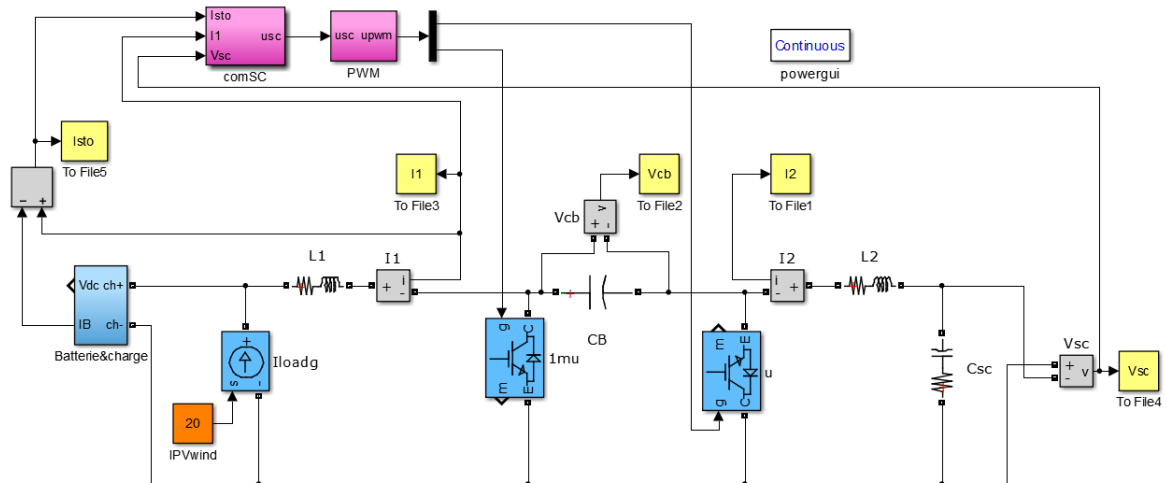 Isto
I1
Vsc
usc
comSC
usc upwm
PWM
Continuous
powergui
Isto
To File5
I1
To File3
Vcb
To File2
I2
To File1
Vcb
v
+ -
- +
L1
I1
i
+ -
I2
i
- +
L2
Vdc ch+
IB ch-
Batterie&charge
+
s -
Iloadg
g C
m E
1mu
CB
m E
g C
u
Csc
Vsc
+
- v
Vsc
To File4
20
IPVwind